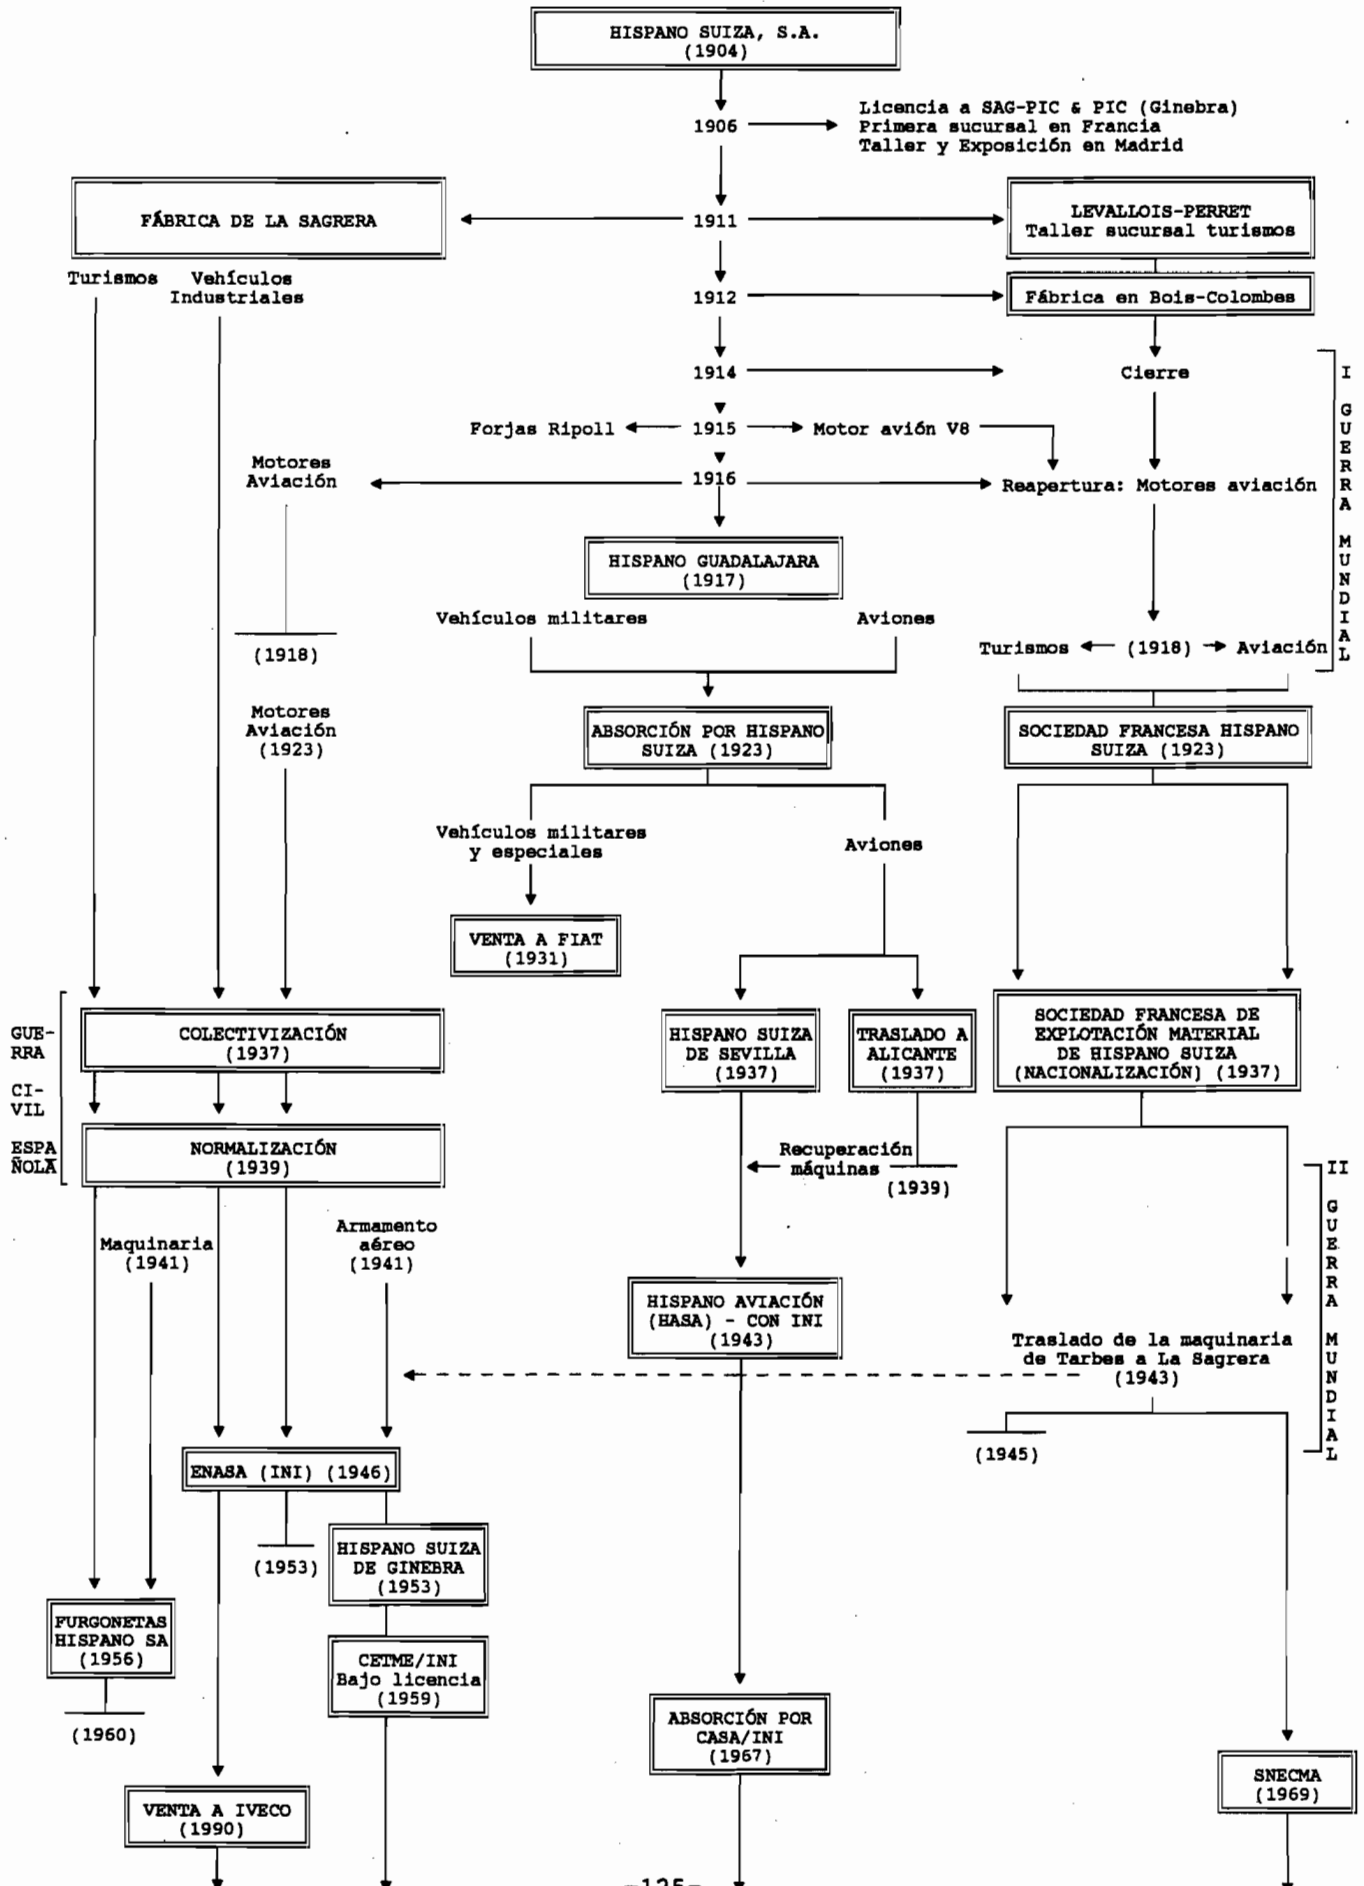 HISPANO SUIZA, S.A.
(1904)
1906
Licencia a SAG-PIC & PIC (Ginebra)
Primera sucursal en Francia
Taller y Exposición en Madrid
FÁBRICA DE LA SAGRERA
1911
LEVALLOIS-PERRET
Taller sucursal turismos
Turismos
Vehículos
Industriales
1912
Fábrica en Bois-Colombes
1914
Cierre
I GUERRA MUNDIAL
Forjas Ripoll
1915
Motor avión V8
Motores
Aviación
1916
Reapertura: Motores aviación
HISPANO GUADALAJARA
(1917)
Vehículos militares
Aviones
(1918)
Turismos
(1918)
Aviación
Motores
Aviación
(1923)
ABSORCIÓN POR HISPANO
SUIZA (1923)
SOCIEDAD FRANCESA HISPANO
SUIZA (1923)
Vehículos militares
y especiales
Aviones
VENTA A FIAT
(1931)
GUE-
RRA
CI-
VIL
ESPA
ÑOLA
COLECTIVIZACIÓN
(1937)
HISPANO SUIZA
DE SEVILLA
(1937)
TRASLADO A
ALICANTE
(1937)
SOCIEDAD FRANCESA DE
EXPLOTACIÓN MATERIAL
DE HISPANO SUIZA
(NACIONALIZACIÓN) (1937)
NORMALIZACIÓN
(1939)
Recuperación
máquinas
(1939)
II GUERRA MUNDIAL
Maquinaria
(1941)
Armamento
aéreo
(1941)
HISPANO AVIACIÓN
(HASA) - CON INI
(1943)
Traslado de la maquinaria
de Tarbes a La Sagrera
(1943)
(1945)
ENASA (INI) (1946)
(1953)
HISPANO SUIZA
DE GINEBRA
(1953)
FURGONETAS
HISPANO SA
(1956)
CETME/INI
Bajo licencia
(1959)
(1960)
ABSORCIÓN POR
CASA/INI
(1967)
SNECMA
(1969)
VENTA A IVECO
(1990)
-125-